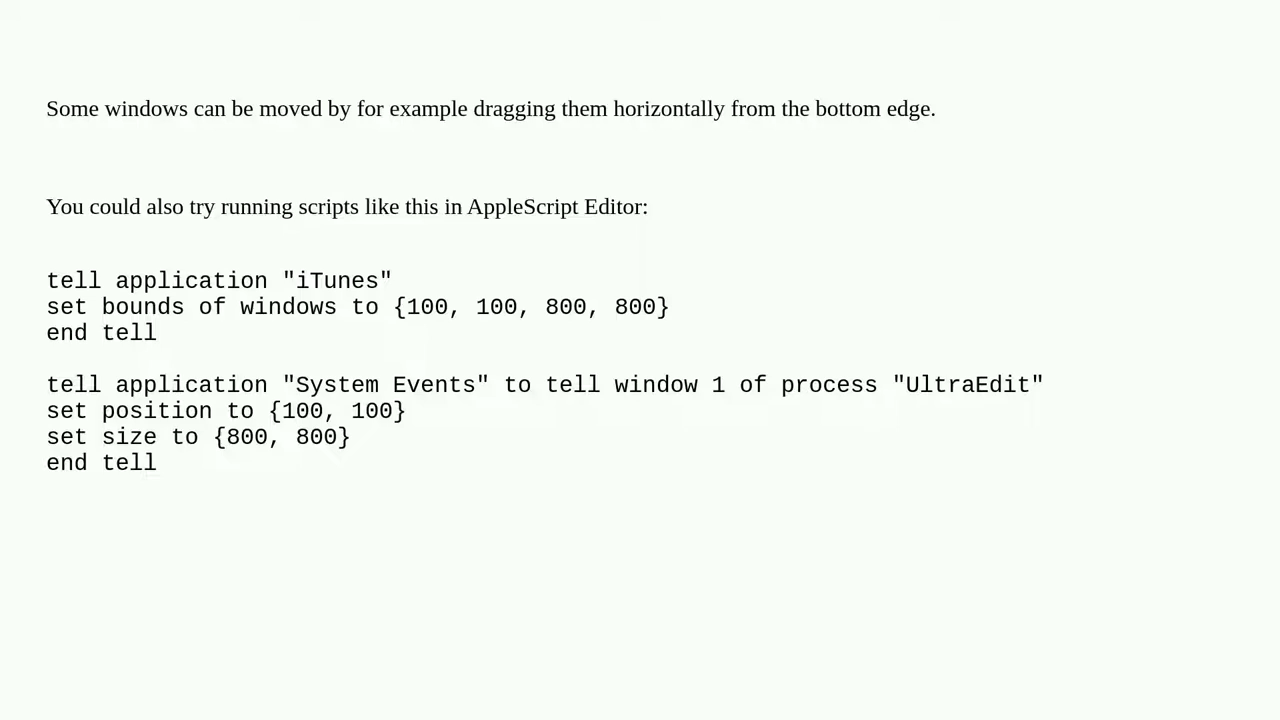 Some windows can be moved by for example dragging them horizontally from the bottom edge.
You could also try running scripts like this in AppleScript Editor:
tell application "iTunes"
set bounds of windows to {100, 100, 800, 800}
end tell
tell application "System Events" to tell window 1 of process "UltraEdit"
set position to {100, 100}
set size to {800, 800}
end tell